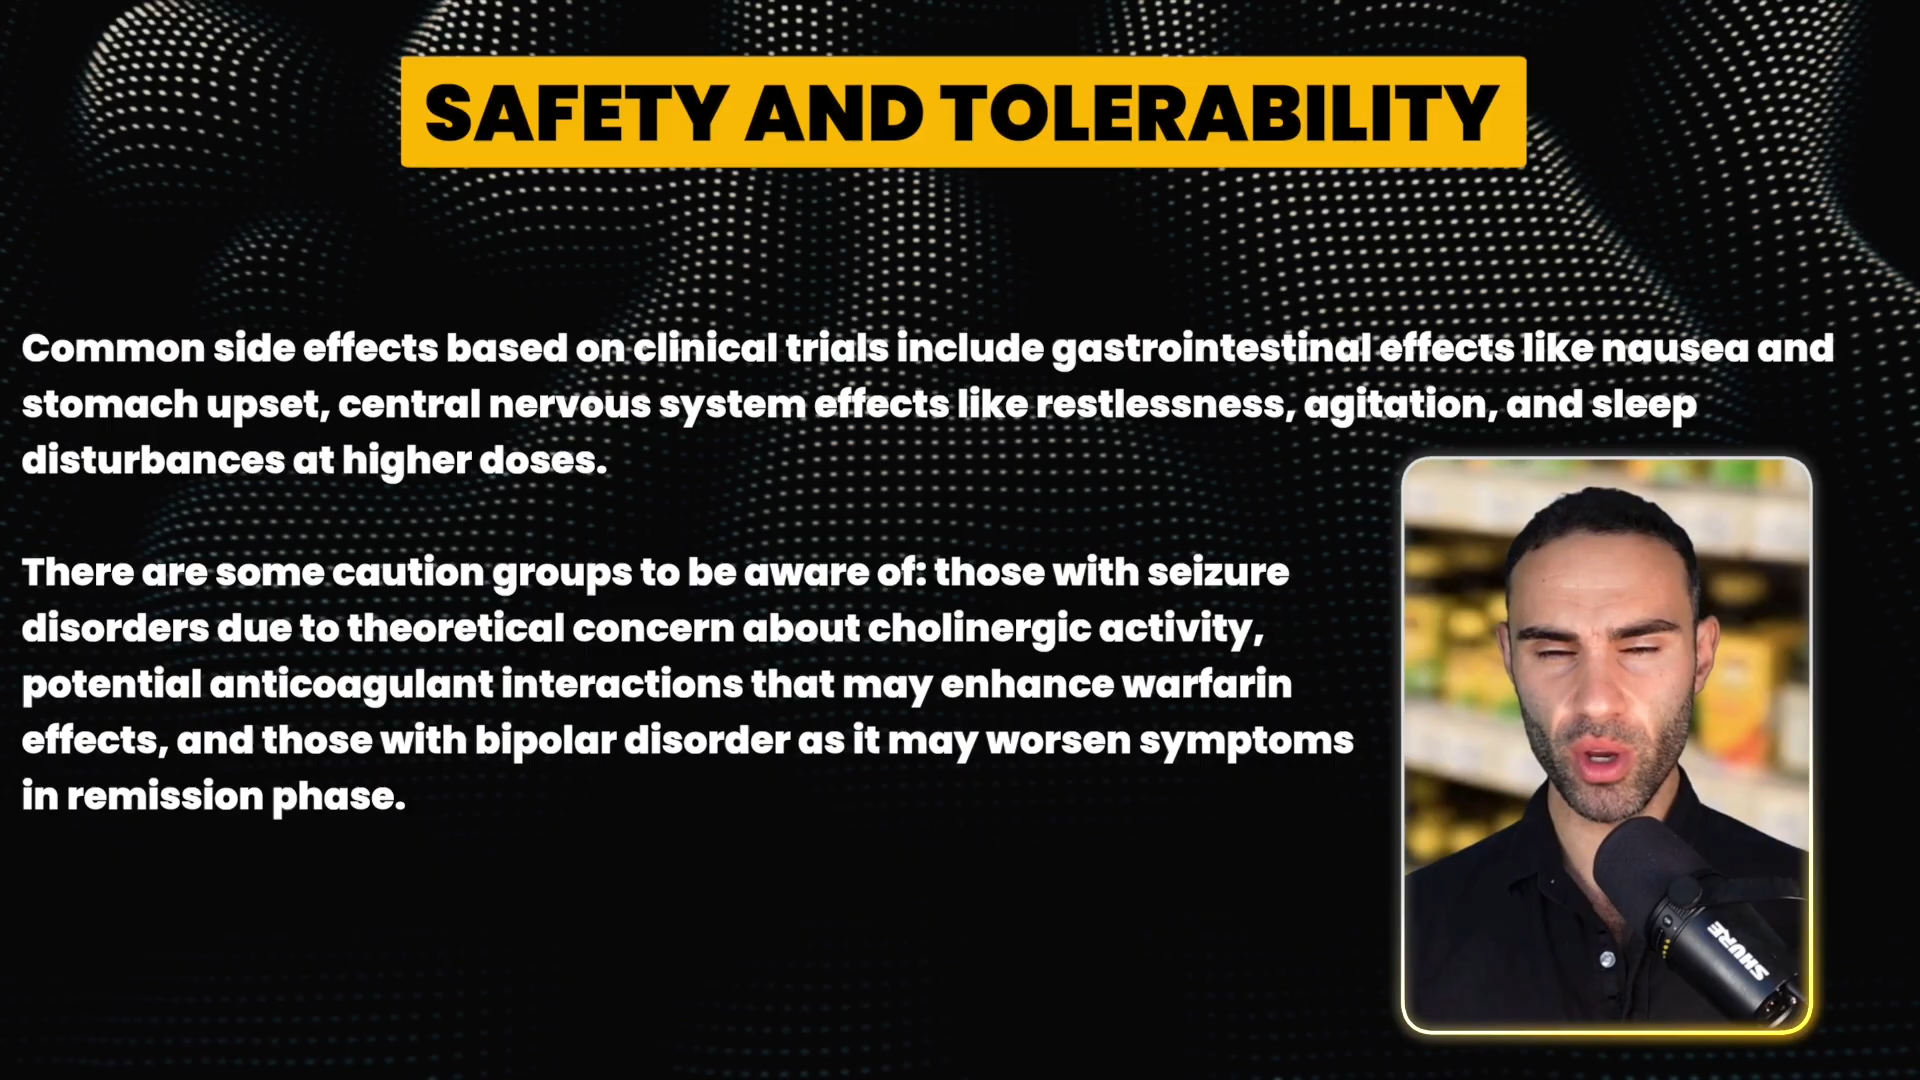 SAFETY AND TOLERABILITY
Common side effects based on clinical trials include gastrointestinal effects like nausea and
stomach upset, central nervous system effects like restlessness, agitation, and sleep
disturbances at higher doses.
There are some caution groups to be aware of: those with seizure
disorders due to theoretical concern about cholinergic activity,
potential anticoagulant interactions that may enhance warfarin
effects, and those with bipolar disorder as it may worsen symptoms
in remission phase.
SHURE